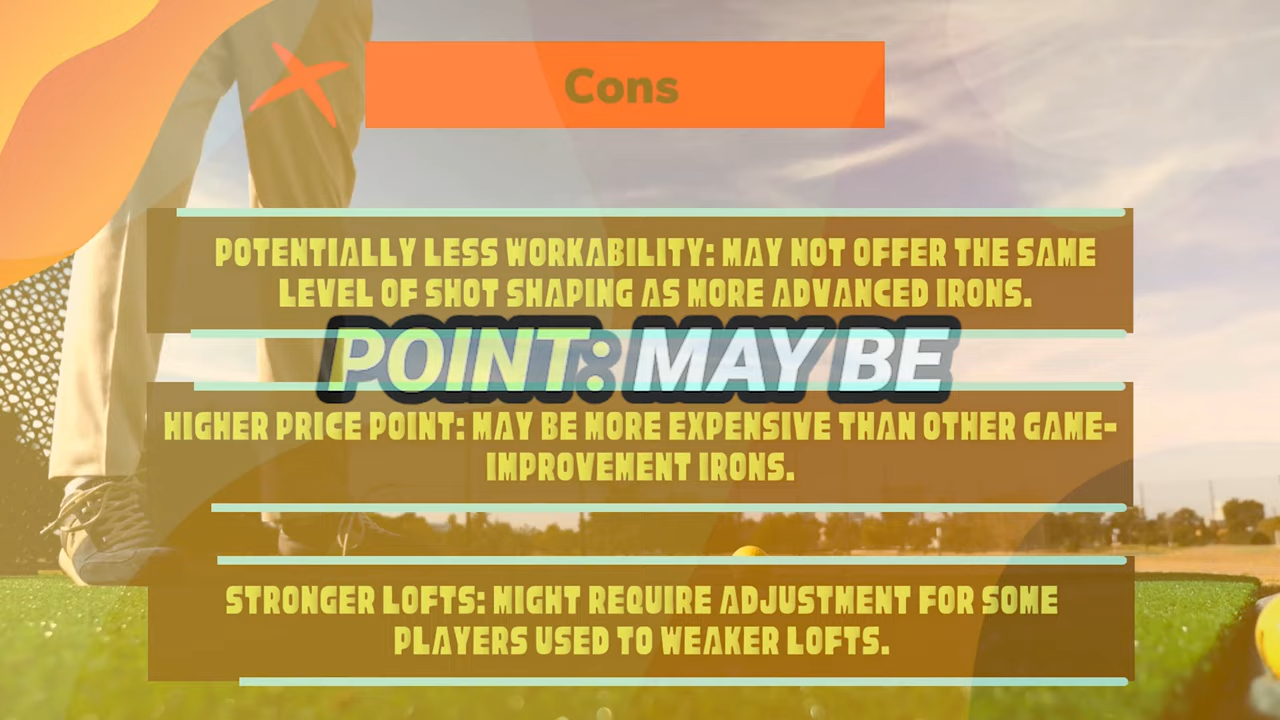 Cons
POTENTIALLY LESS WORKABILITY: MAY NOT OFFER THE SAME
LEVEL OF SHOT SHAPING AS MORE ADVANCED IRONS.
POINT: MAY BE
HIGHER PRICE POINT: MAY BE MORE EXPENSIVE THAN OTHER GAME-
IMPROVEMENT IRONS.
STRONGER LOFTS: MIGHT REQUIRE ADJUSTMENT FOR SOME
PLAYERS USED TO WEAKER LOFTS.